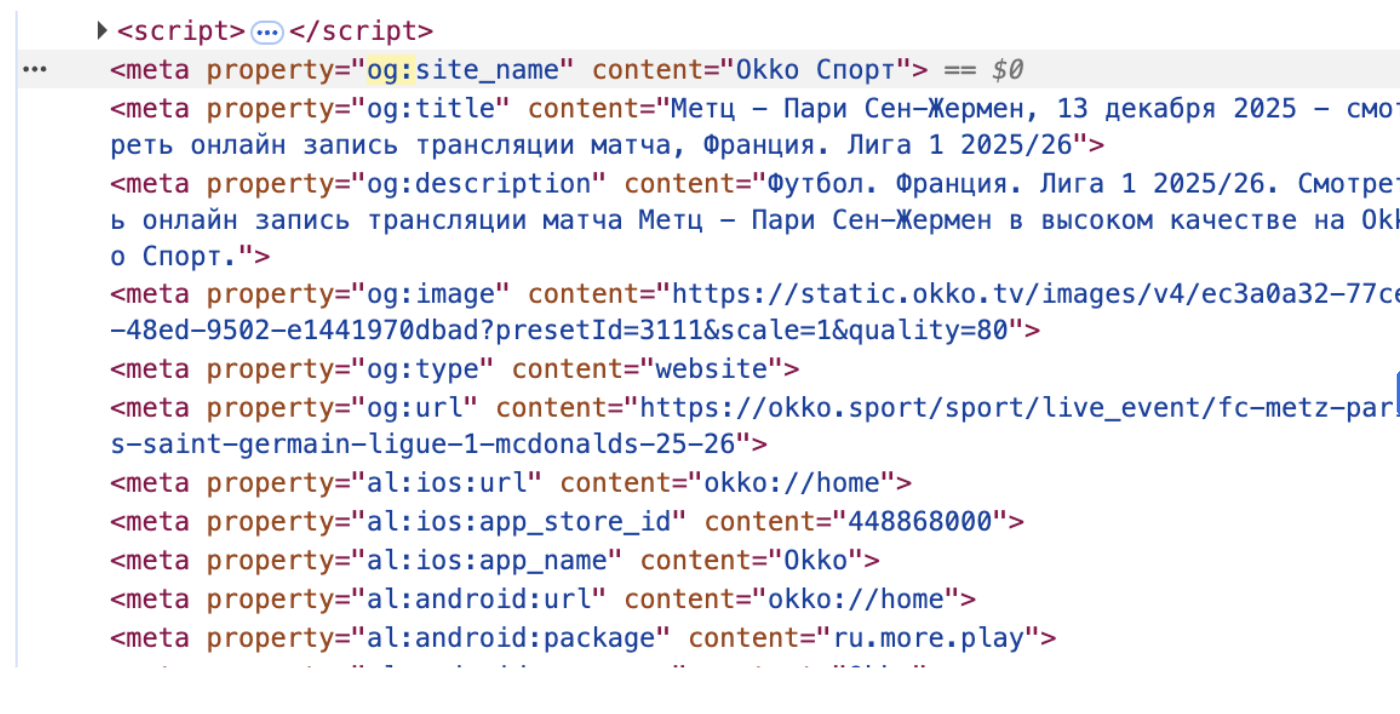 ▶<script>…</script>
… <meta property="og:site_name" content="Okko Спорт"> == $0
<meta property="og:title" content="Метц – Пари Сен-Жермен, 13 декабря 2025 – смот
реть онлайн запись трансляции матча, Франция. Лига 1 2025/26">
<meta property="og:description" content="Футбол. Франция. Лига 1 2025/26. Смотрет
ь онлайн запись трансляции матча Метц – Пари Сен-Жермен в высоком качестве на Okk
о Спорт.">
<meta property="og:image" content="https://static.okko.tv/images/v4/ec3a0a32-77ce
-48ed-9502-e1441970dbad?presetId=3111&scale=1&quality=80">
<meta property="og:type" content="website">
<meta property="og:url" content="https://okko.sport/sport/live_event/fc-metz-pari
s-saint-germain-ligue-1-mcdonalds-25-26">
<meta property="al:ios:url" content="okko://home">
<meta property="al:ios:app_store_id" content="448868000">
<meta property="al:ios:app_name" content="Okko">
<meta property="al:android:url" content="okko://home">
<meta property="al:android:package" content="ru.more.play">